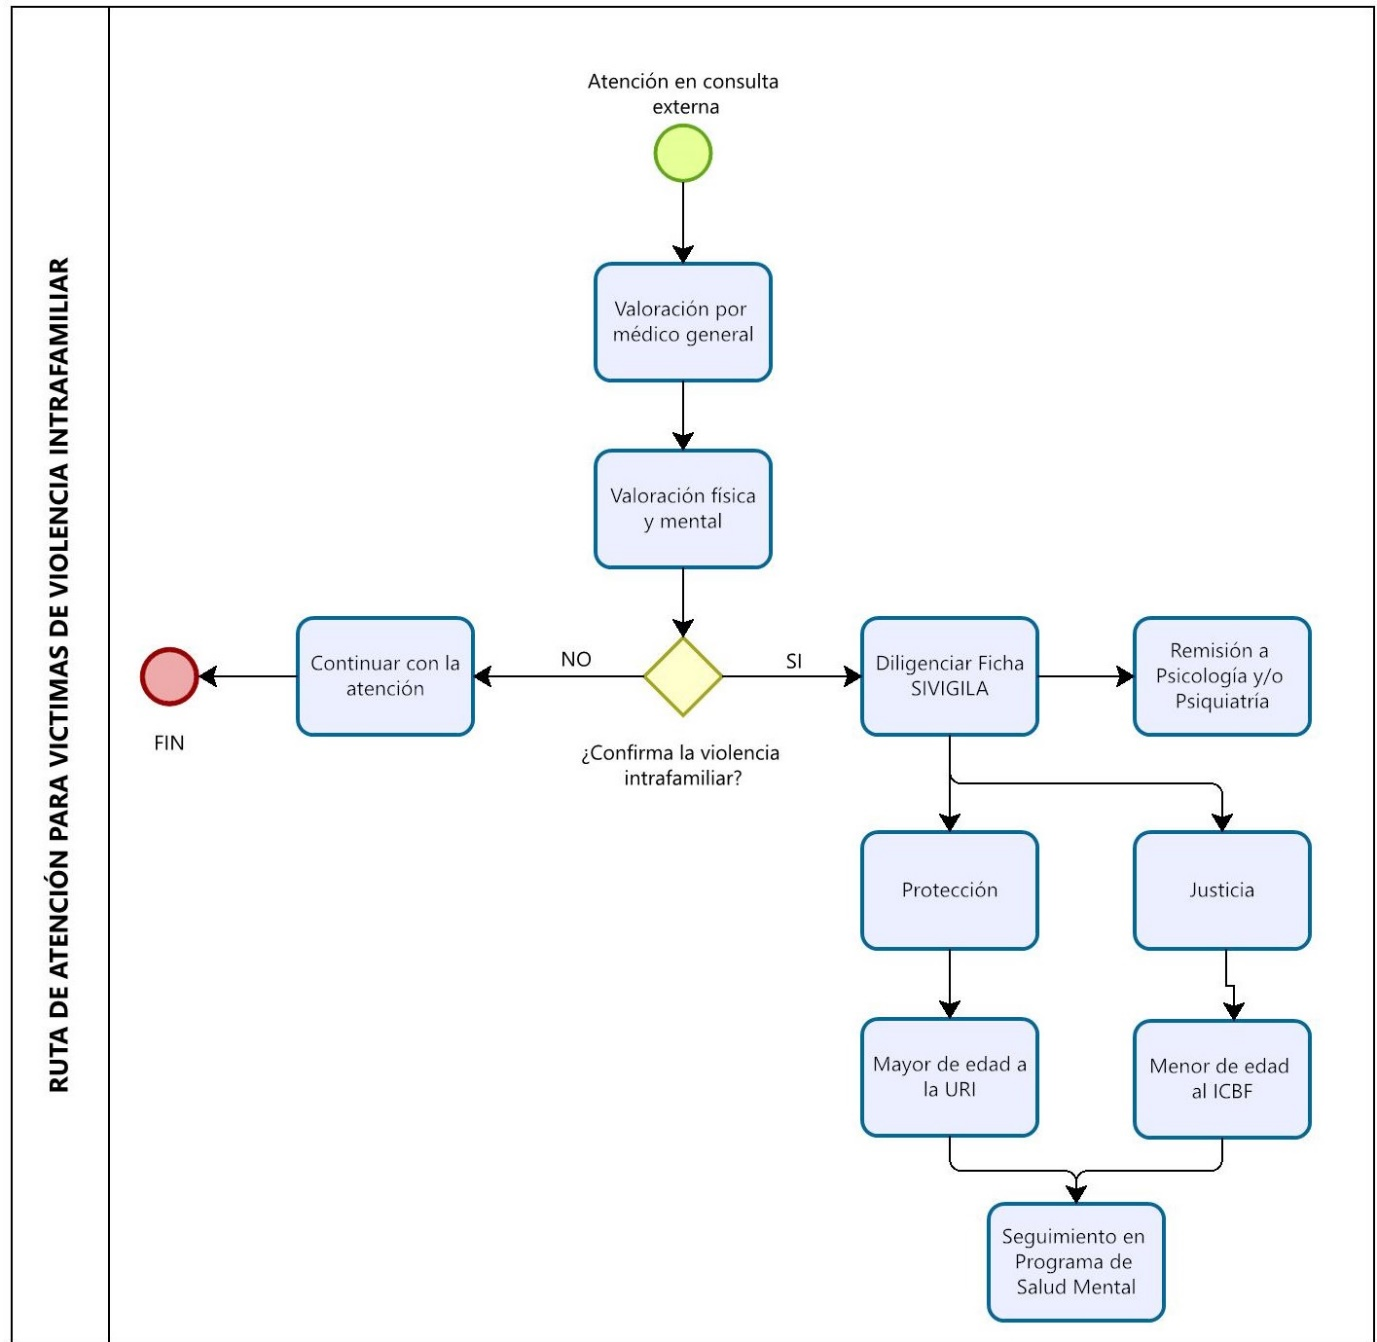 RUTA DE ATENCIÓN PARA VICTIMAS DE VIOLENCIA INTRAFAMILIAR
Atención en consulta
externa
Valoración por
médico general
Valoración física
y mental
Continuar con la
atención
NO
SI
Diligenciar Ficha
SIVIGILA
Remisión a
Psicología y/o
Psiquiatría
FIN
¿Confirma la violencia
intrafamiliar?
Protección
Justicia
Mayor de edad a
la URI
Menor de edad
al ICBF
Seguimiento en
Programa de
Salud Mental